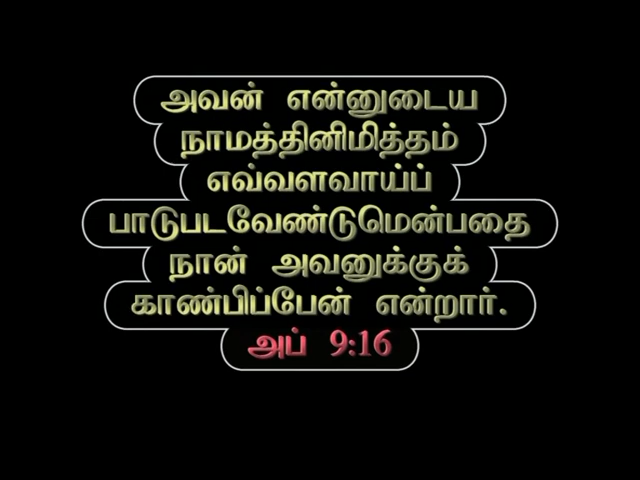 அவன் என்னுடைய
நாமத்தினிமித்தம்
எவ்வளவாய்ப்
பாடுபடவேண்டுமென்பதை
நான் அவனுக்குக்
காண்பிப்பேன் என்றார்.
அப் 9:16